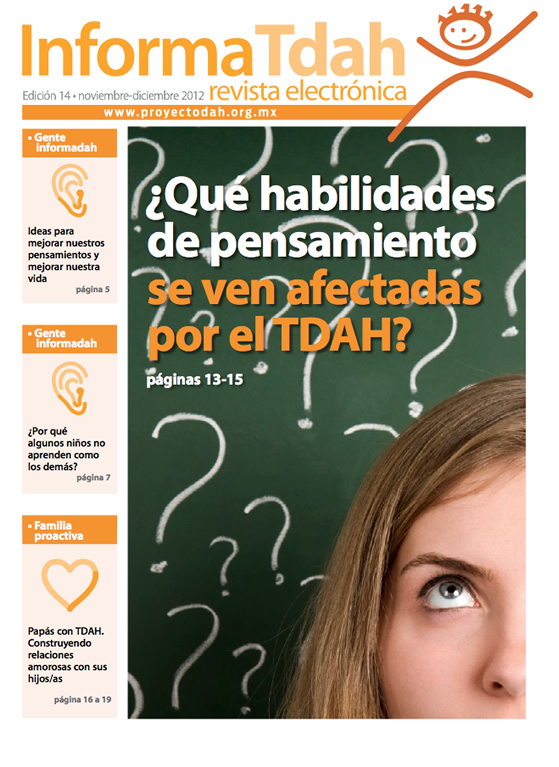 InformaTdah
Edición 14 • noviembre-diciembre 2012 revista electrónica
www.proyectodah.org.mx
• Gente
informadah
Ideas para
mejorar nuestros
pensamientos y
mejorar nuestra
vida
página 5
• Gente
informadah
¿Por qué
algunos niños no
aprenden como
los demás?
página 7
• Familia
proactiva
Papás con TDAH.
Construyendo
relaciones
amorosas con sus
hijos/as
página 16 a 19
¿Qué habilidades
de pensamiento
se ven afectadas
por el TDAH?
páginas 13-15